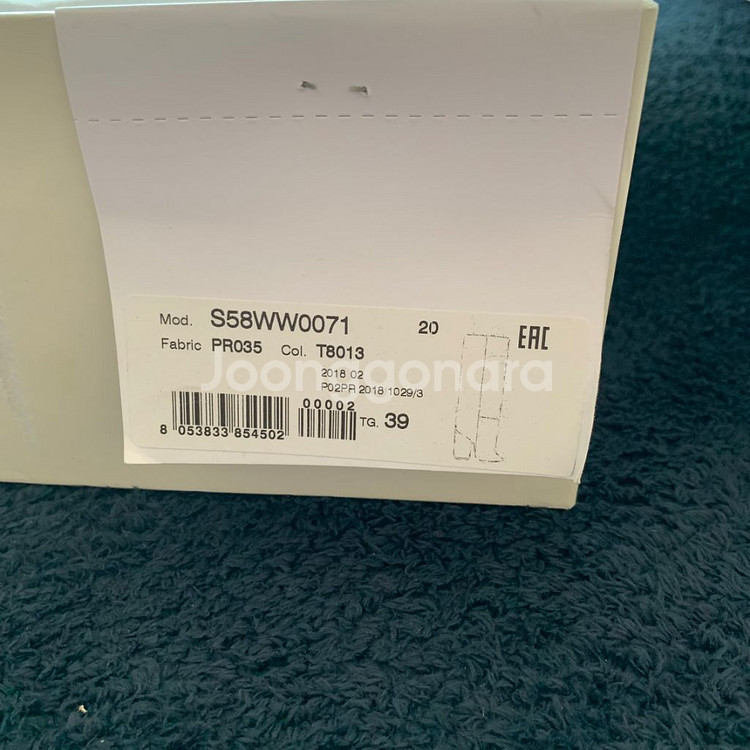 Mod. S58WW0071 20
Fabric PR035 Col. T8013
EAC
2018 02
P02PR 2018 1029/3
Joonggonara
00002
TG. 39
8 053833 854502